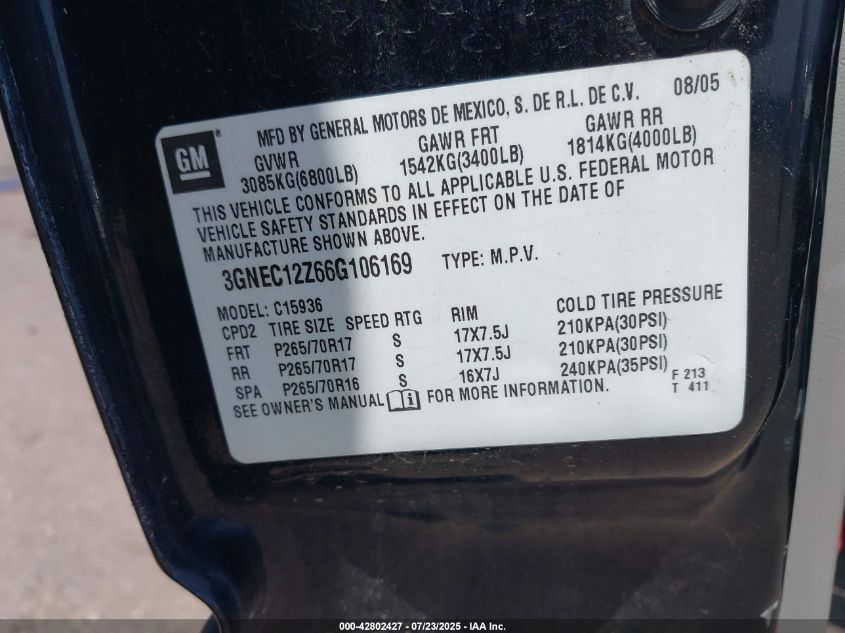 GM ®
MFD BY GENERAL MOTORS DE MEXICO, S. DE R.L. DE C.V. 08/05
GVWR GAWR FRT GAWR RR
3085KG(6800LB) 1542KG(3400LB) 1814KG(4000LB)
THIS VEHICLE CONFORMS TO ALL APPLICABLE U.S. FEDERAL MOTOR
VEHICLE SAFETY STANDARDS IN EFFECT ON THE DATE OF
MANUFACTURE SHOWN ABOVE.
3GNEC12Z66G106169 TYPE: M.P.V.
MODEL: C15936
CPD2 TIRE SIZE SPEED RTG RIM COLD TIRE PRESSURE
FRT P265/70R17 S 17X7.5J 210KPA(30PSI)
RR P265/70R17 S 17X7.5J 210KPA(30PSI)
SPA P265/70R16 S 16X7J 240KPA(35PSI)
SEE OWNER'S MANUAL i FOR MORE INFORMATION.
F 213
T 411
000-42802427 - 07/23/2025 - IAA Inc.